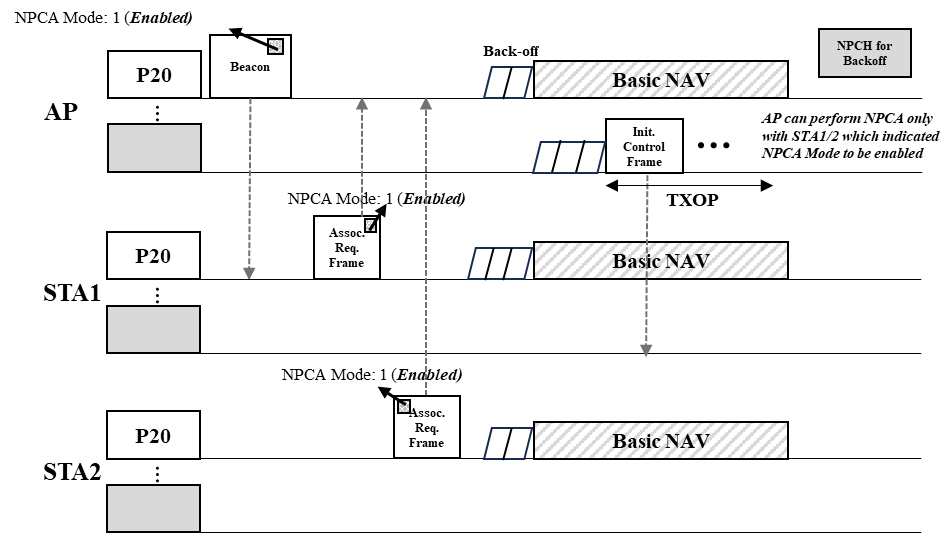 NPCA Mode: 1 (Enabled)
P20
Beacon
Back-off
Basic NAV
NPCH for
Backoff
AP
⋮
Init.
Control
Frame
•••
AP can perform NPCA only
with STA1/2 which indicated
NPCA Mode to be enabled
TXOP
NPCA Mode: 1 (Enabled)
P20
Assoc.
Req.
Frame
Basic NAV
STA1
⋮
NPCA Mode: 1 (Enabled)
P20
Assoc.
Req.
Frame
Basic NAV
STA2
⋮